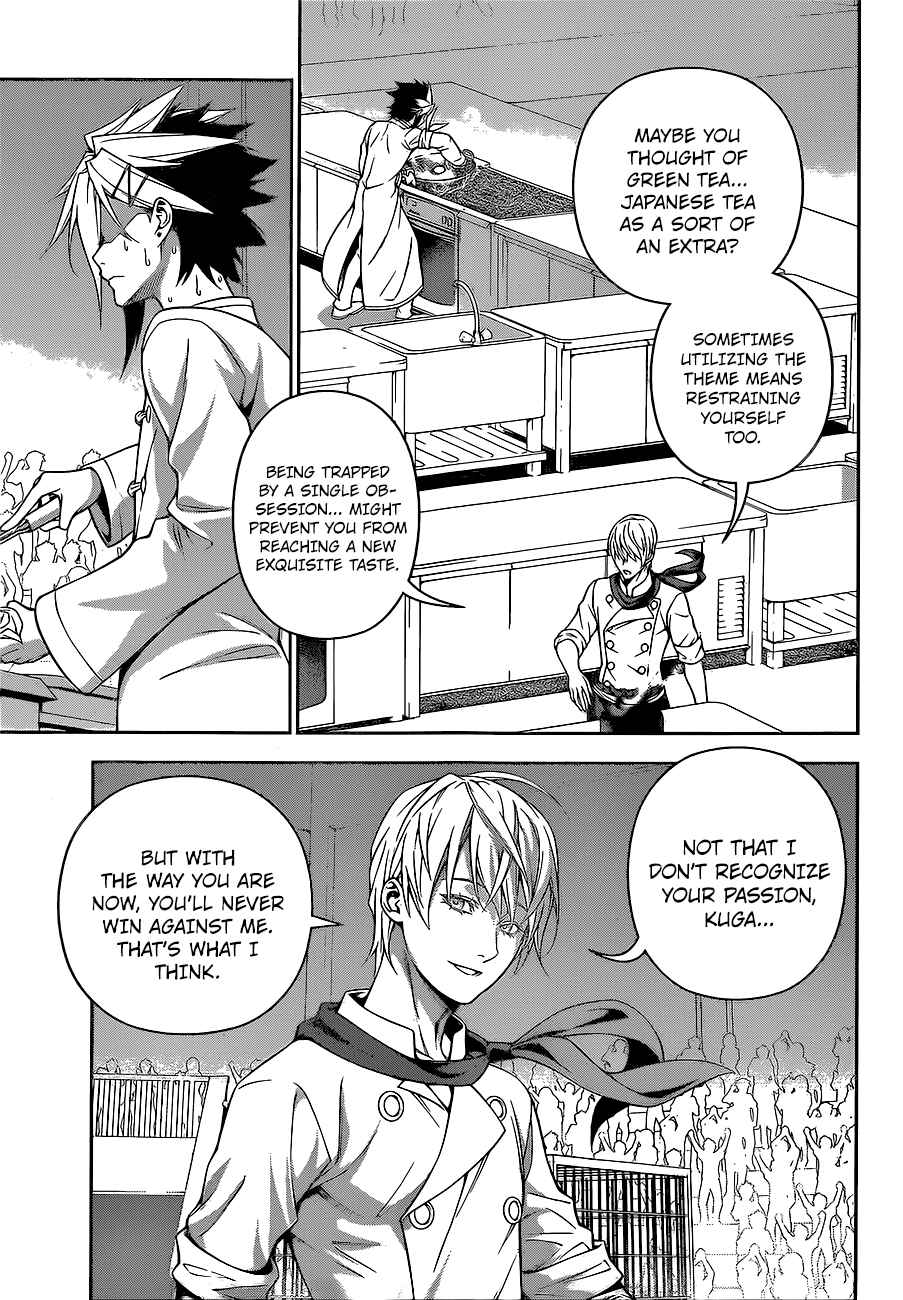 MAYBE YOU
THOUGHT OF
GREEN TEA...
JAPANESE TEA
AS A SORT OF
AN EXTRA?
SOMETIMES
UTILIZING THE
THEME MEANS
RESTRAINING
YOURSELF
TOO.
BEING TRAPPED
BY A SINGLE OB-
SESSION... MIGHT
PREVENT YOU FROM
REACHING A NEW
EXQUISITE TASTE.
NOT THAT I
DON'T RECOGNIZE
YOUR PASSION,
KUGA...
BUT WITH
THE WAY YOU ARE
NOW, YOU'LL NEVER
WIN AGAINST ME.
THAT'S WHAT I
THINK.